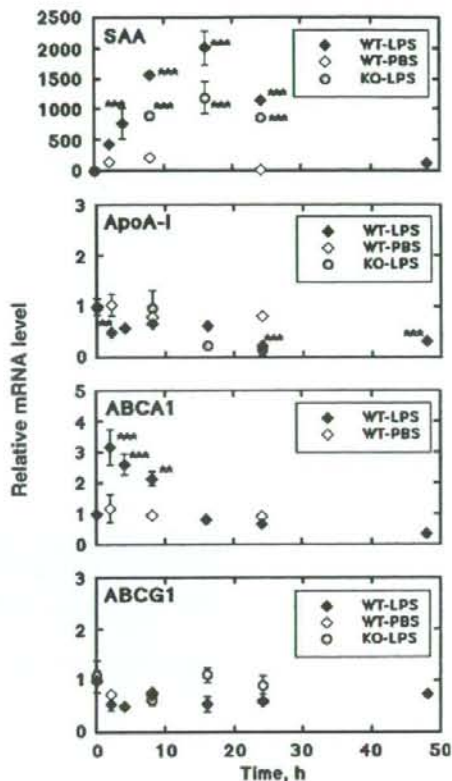 SAA
2500
2000
1500
1000
500
0
WT-LPS
WT-PBS
KO-LPS
ApoA-I
3
2
1
0
WT-LPS
WT-PBS
KO-LPS
ABCA1
5
4
3
2
1
0
WT-LPS
WT-PBS
ABCG1
3
2
1
0
WT-LPS
WT-PBS
KO-LPS
0 10 20 30 40 50
Time, h
Relative mRNA level